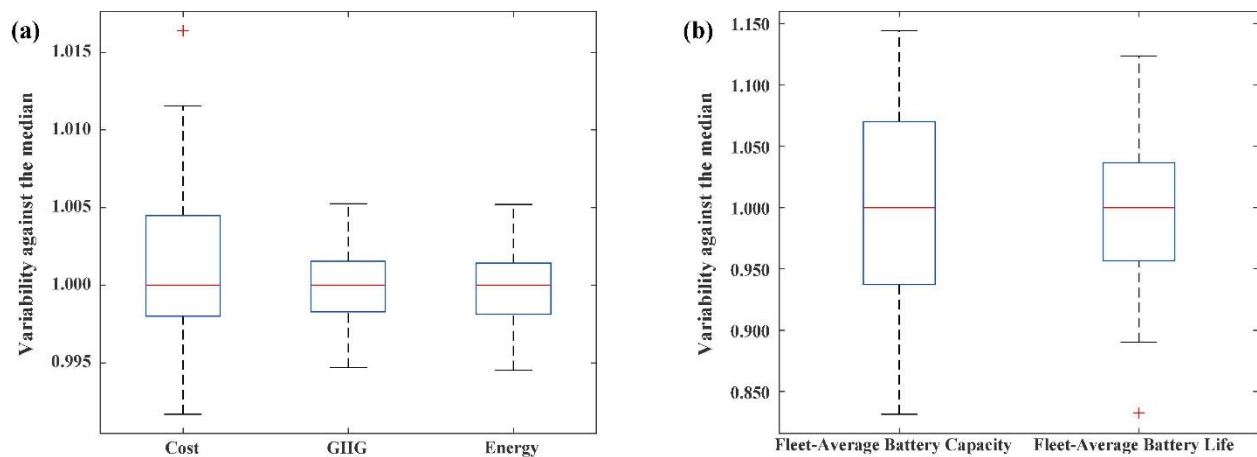 (a)
Variability against the median
1.015
1.010
1.005
1.000
0.995
Cost
GIIG
Energy
(b)
Variability against the median
1.150
1.100
1.050
1.000
0.950
0.900
0.850
Fleet-Average Battery Capacity
Fleet-Average Battery Life